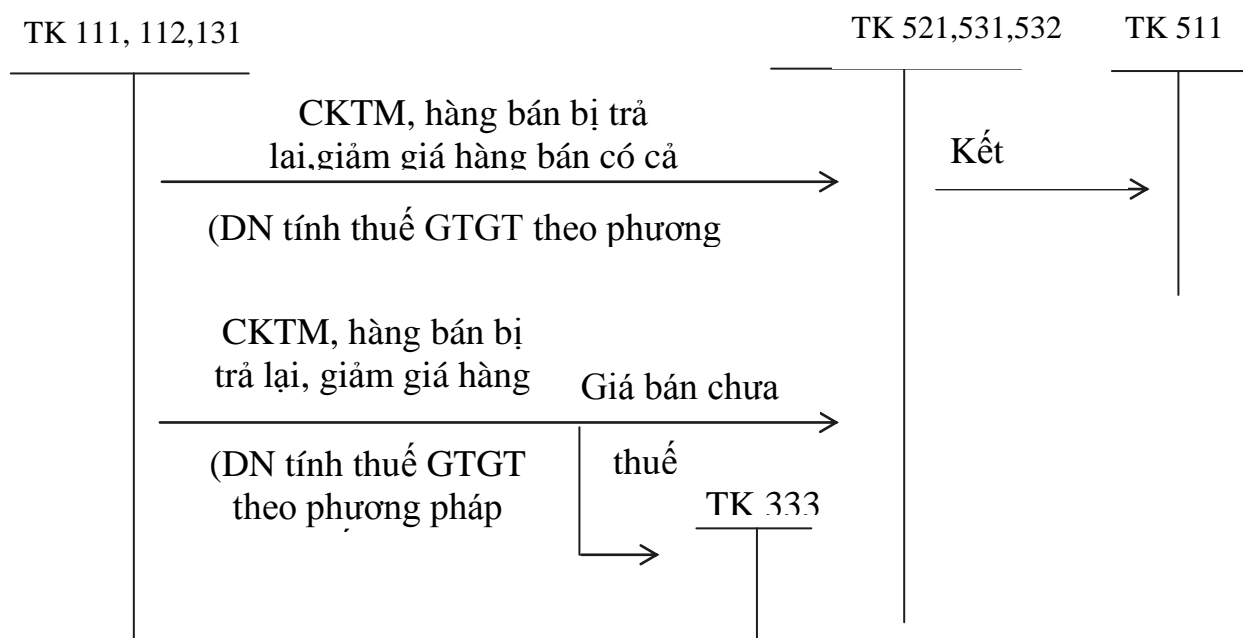 TK 111, 112,131
TK 521,531,532
TK 511
CKTM, hàng bán bị trả
lại,giảm giá hàng bán có cả
Kết
(DN tính thuế GTGT theo phương
CKTM, hàng bán bị
trả lại, giảm giá hàng
Giá bán chưa
(DN tính thuế GTGT
theo phương pháp
thuế
TK 333